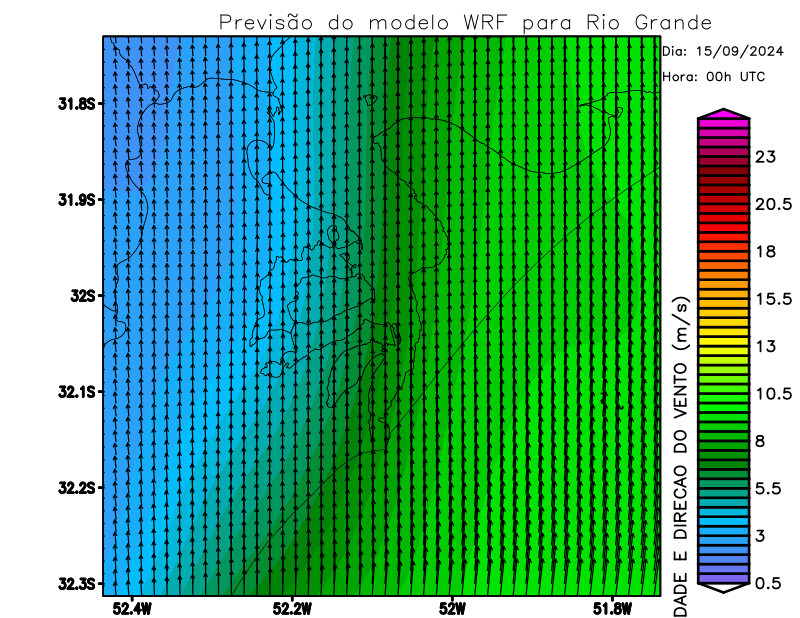 Previsão do modelo WRF para Rio Grande
Dia: 15/09/2024
Hora: 00h UTC
31.8S
31.9S
32S
32.1S
32.2S
32.3S
52.4W
52.2W
52W
51.8W
23
20.5
18
15.5
13
10.5
8
5.5
3
0.5
DADE E DIRECAO DO VENTO (m/s)